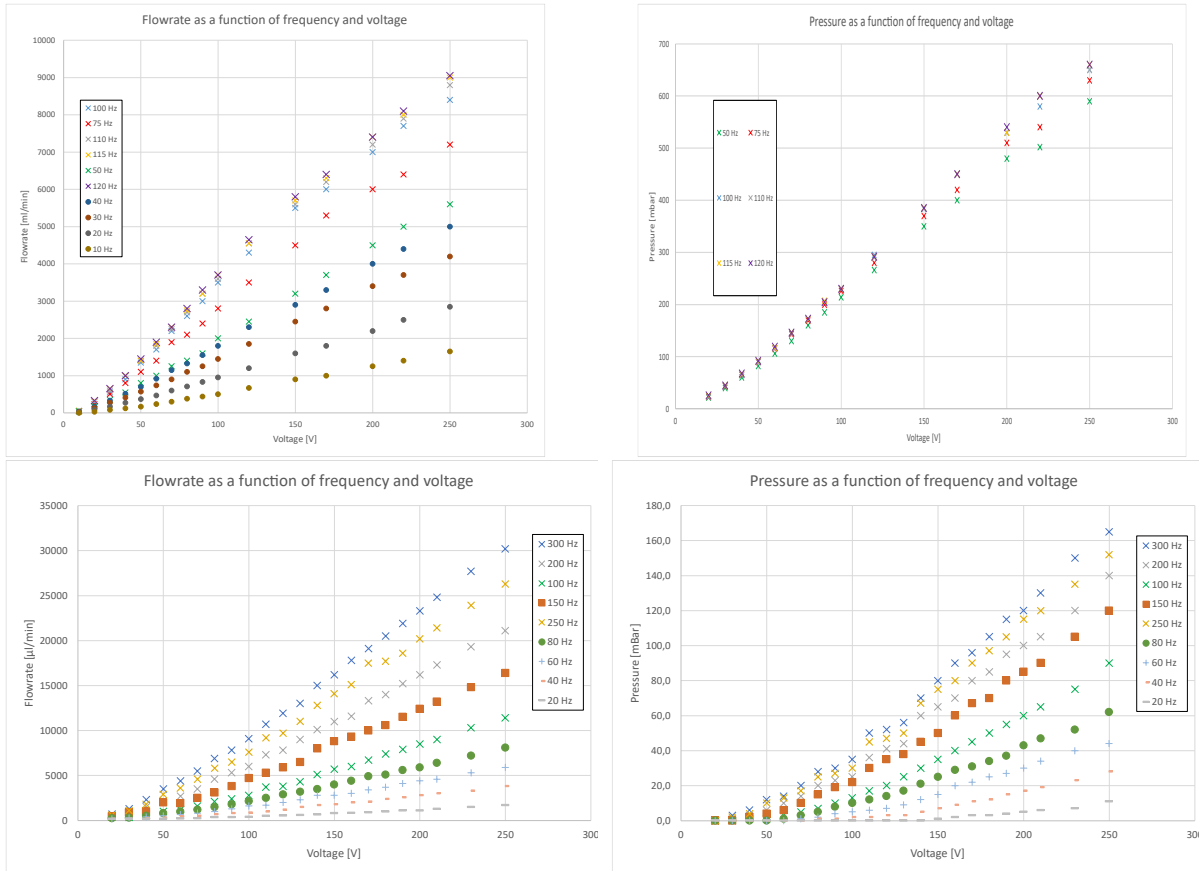 Flowrate as a function of frequency and voltage
10000
9000
8000
7000
6000
5000
4000
3000
2000
1000
0
Flowrate [ml/min]
100 Hz
75 Hz
110 Hz
115 Hz
50 Hz
120 Hz
40 Hz
30 Hz
20 Hz
10 Hz
0 50 100 150 200 250 300
Voltage [V]
Pressure as a function of frequency and voltage
700
600
500
400
300
200
100
0
Pressure [mbar]
50 Hz 75 Hz
100 Hz 110 Hz
115 Hz 120 Hz
0 50 100 150 200 250 300
Voltage [V]
Flowrate as a function of frequency and voltage
35000
30000
25000
20000
15000
10000
5000
0
Flowrate [µl/min]
300 Hz
200 Hz
100 Hz
150 Hz
250 Hz
80 Hz
60 Hz
40 Hz
20 Hz
0 50 100 150 200 250 300
Voltage [V]
Pressure as a function of frequency and voltage
180,0
160,0
140,0
120,0
100,0
80,0
60,0
40,0
20,0
0,0
Pressure [mBar]
300 Hz
200 Hz
100 Hz
150 Hz
250 Hz
80 Hz
60 Hz
40 Hz
20 Hz
0 50 100 150 200 250 300
Voltage [V]